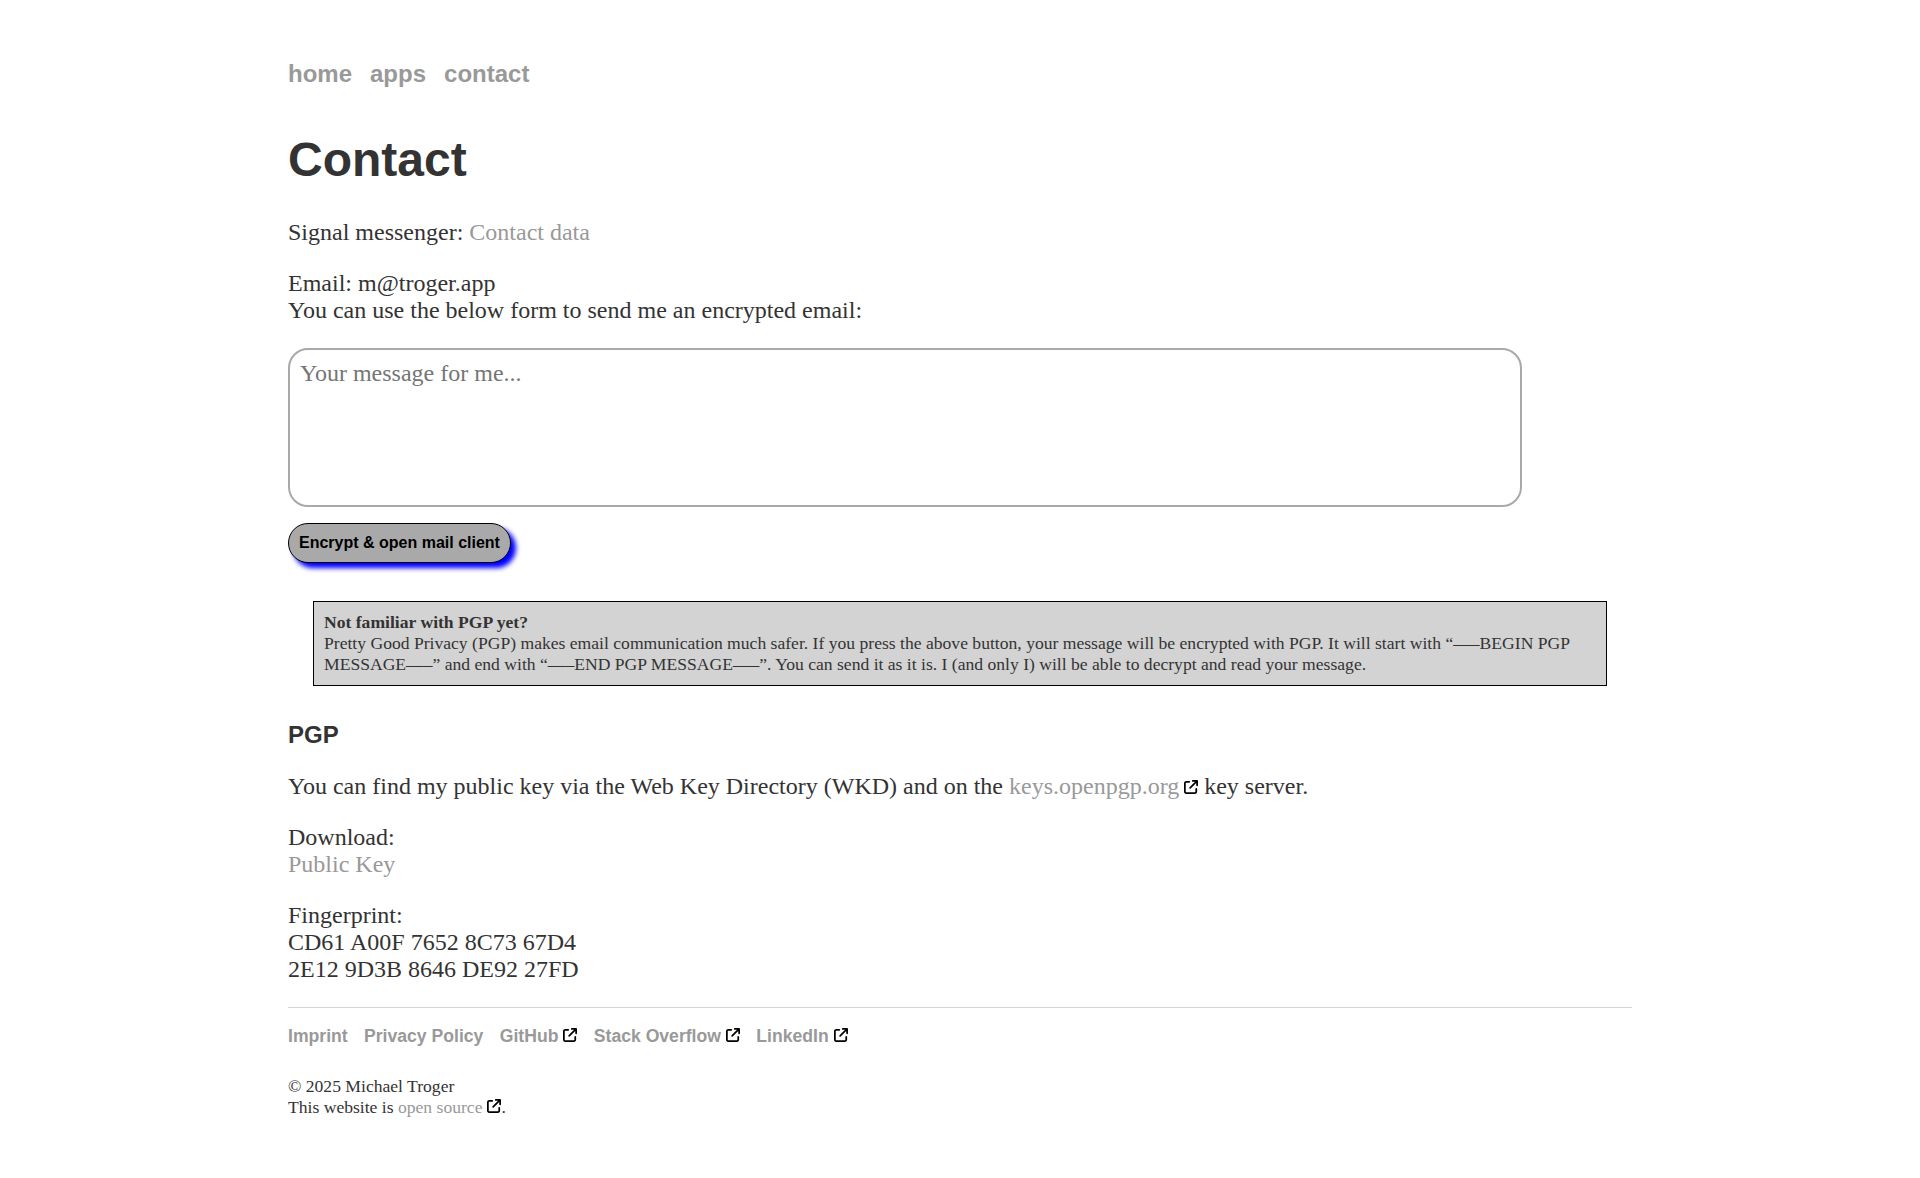 home apps contact
Contact
Signal messenger: Contact data
Email: m@troger.app
You can use the below form to send me an encrypted email:
Your message for me...
Encrypt & open mail client
Not familiar with PGP yet?
Pretty Good Privacy (PGP) makes email communication much safer. If you press the above button, your message will be encrypted with PGP. It will start with “—–BEGIN PGP
MESSAGE—–” and end with “—–END PGP MESSAGE—–”. You can send it as it is. I (and only I) will be able to decrypt and read your message.
PGP
You can find my public key via the Web Key Directory (WKD) and on the keys.openpgp.org key server.
Download:
Public Key
Fingerprint:
CD61 A00F 7652 8C73 67D4
2E12 9D3B 8646 DE92 27FD
Imprint Privacy Policy GitHub Stack Overflow LinkedIn
© 2025 Michael Troger
This website is open source.